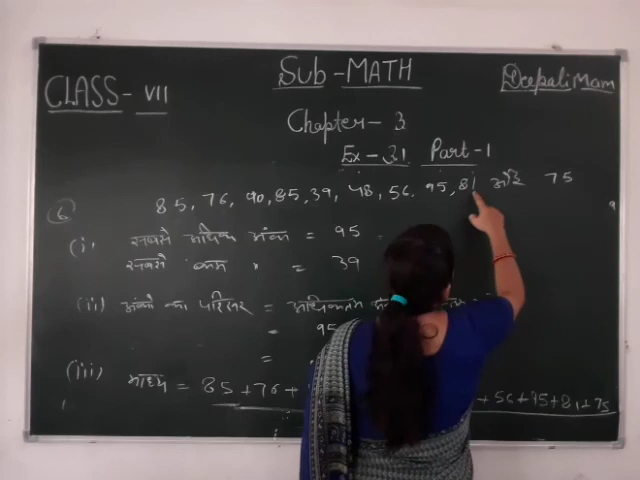 Sub-MATH
CLASS-VII
Deepali Mam
Chapter-3
Ex-3.1 Part-1
6 85, 76, 90, 85, 39, 48, 56, 95, 81 और 75
(i) सबसे अधिक अंक = 95
सबसे कम " = 39
(ii) अंकों का परिसर = अधिकतम
= 95
=
(iii) माध्य = 85+76+ +56+95+81+75